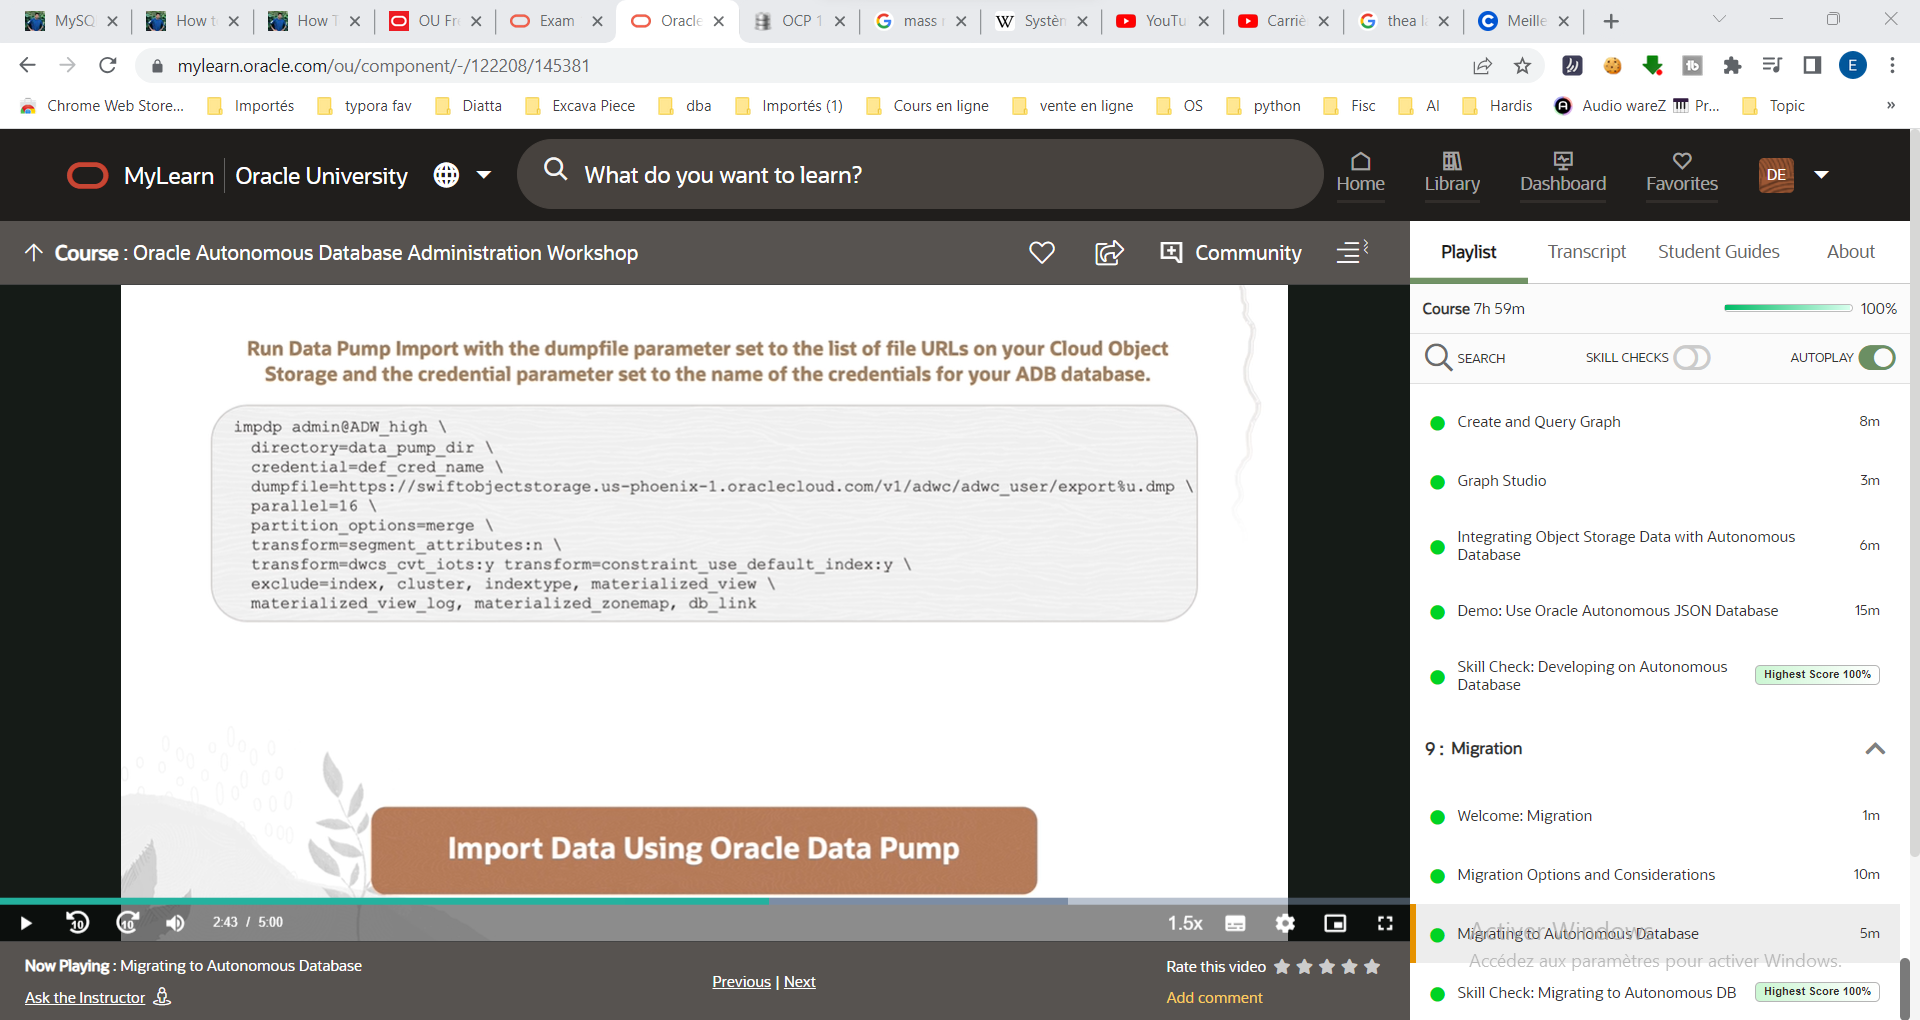 MySQ
How t
How T
OU Fre
Exam
Oracle
OCP 1
mass
Systèn
YouTu
Carriè
thea l
Meille
mylearn.oracle.com/ou/component/-/122208/145381
E
Chrome Web Store...
Importés
typora fav
Diatta
Excava Piece
dba
Importés (1)
Cours en ligne
vente en ligne
OS
python
Fisc
AI
Hardis
Audio wareZ
Pr...
Topic
»
MyLearn
Oracle University
What do you want to learn?
Home
Library
Dashboard
Favorites
DE
Course : Oracle Autonomous Database Administration Workshop
Community
Run Data Pump Import with the dumpfile parameter set to the list of file URLs on your Cloud Object
Storage and the credential parameter set to the name of the credentials for your ADB database.
impdp admin@ADW_high \
directory=data_pump_dir \
credential=def_cred_name \
dumpfile=https://swiftobjectstorage.us-phoenix-1.oraclecloud.com/v1/adwc/adwc_user/export%u.dmp \
parallel=16 \
partition_options=merge \
transform=segment_attributes:n \
transform=dwcs_cvt_iots:y transform=constraint_use_default_index:y \
exclude=index, cluster, indextype, materialized_view \
materialized_view_log, materialized_zonemap, db_link
Import Data Using Oracle Data Pump
10
10
2:43 / 5:00
1.5x
Now Playing : Migrating to Autonomous Database
Ask the Instructor
Previous | Next
Rate this video
Add comment
Playlist
Transcript
Student Guides
About
Course 7h 59m
100%
SEARCH
SKILL CHECKS
AUTOPLAY
Create and Query Graph
8m
Graph Studio
3m
Integrating Object Storage Data with Autonomous
Database
6m
Demo: Use Oracle Autonomous JSON Database
15m
Skill Check: Developing on Autonomous
Database
Highest Score 100%
9 : Migration
Welcome: Migration
1m
Migration Options and Considerations
10m
Migrating to Autonomous Database
5m
Activer Windows
Accédez aux paramètres pour activer Windows.
Skill Check: Migrating to Autonomous DB
Highest Score 100%